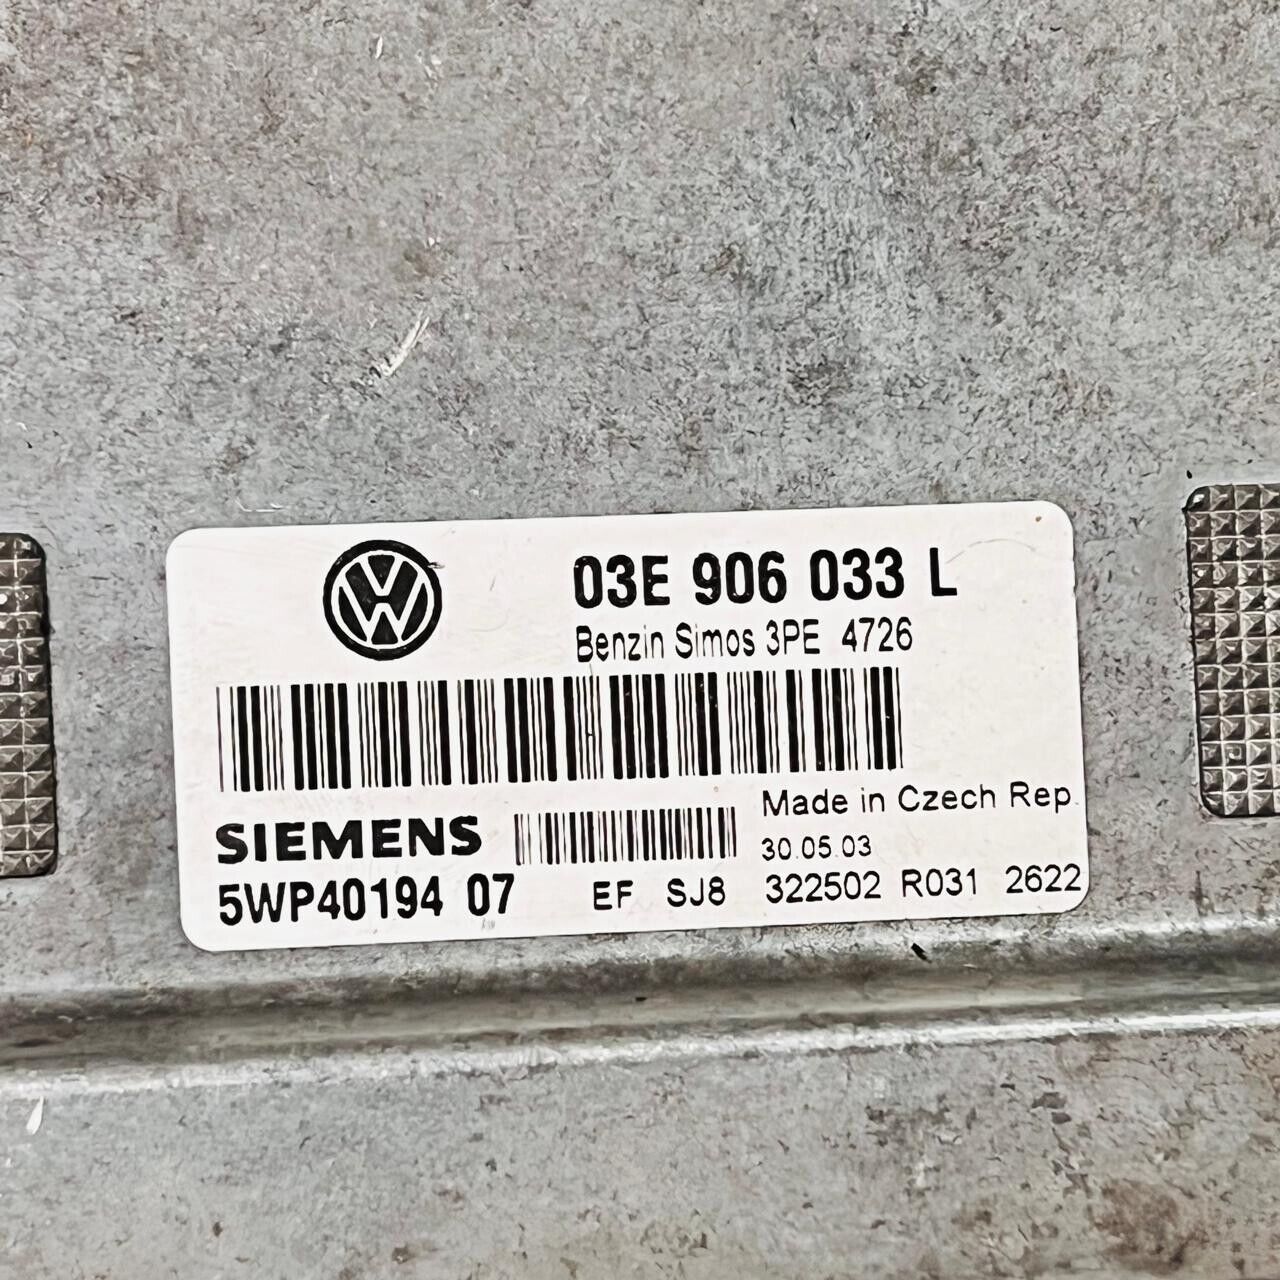 03E 906 033 L
Benzin Simos 3PE 4726
Made in Czech Rep.
SIEMENS
30.05.03
5WP40194 07
EF SJ8 322502 R031 2622